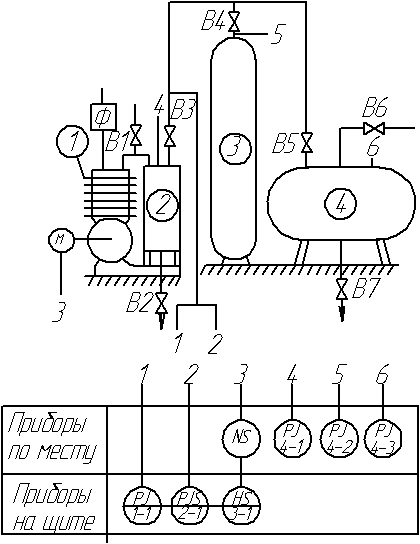 В4
5
Ф
4
В3
1
В1
В5
В6
6
2
3
4
М
3
В2
1
2
В7
1
2
3
4
5
6
Приборы
по месту
NS
PJ
4-1
PJ
4-2
PJ
4-3
Приборы
на щите
PJ
1-1
PJS
2-1
HS
3-1